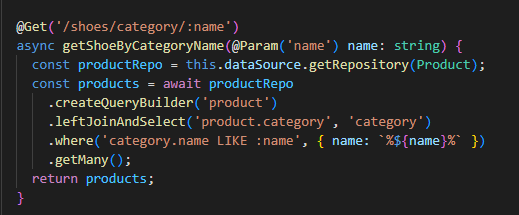 @Get('/shoes/category/:name')
async getShoeByCategoryName(@Param('name') name: string) {
  const productRepo = this.dataSource.getRepository(Product);
  const products = await productRepo
    .createQueryBuilder('product')
    .leftJoinAndSelect('product.category', 'category')
    .where('category.name LIKE :name', { name: `%${name}%` })
    .getMany();
  return products;
}